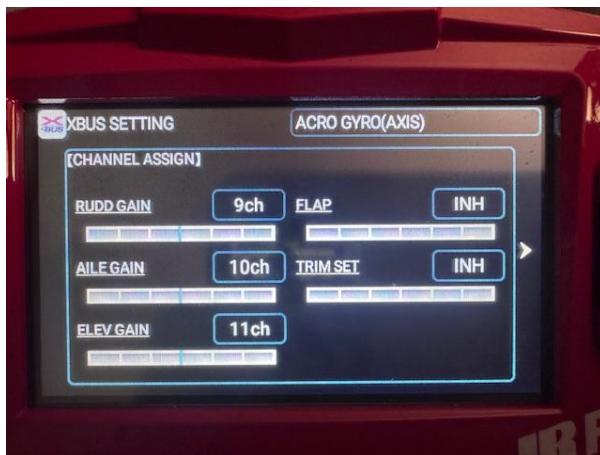 XBUS SETTING
ACRO GYRO(AXIS)
[CHANNEL ASSIGN]
RUDD GAIN 9ch FLAP INH
AILE GAIN 10ch TRIM SET INH
ELEV GAIN 11ch